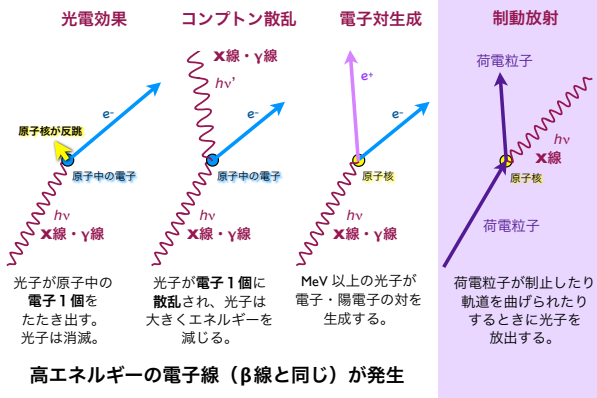 光電効果
e-
原子核が反跳
原子中の電子
hν
X線・γ線
光子が原子中の
電子1個を
たたき出す。
光子は消滅。
コンプトン散乱
X線・γ線
hν'
e-
原子中の電子
hν
X線・γ線
光子が電子1個に
散乱され、光子は
大きくエネルギーを
減じる。
電子対生成
e+
e-
原子核
hν
X線・γ線
MeV 以上の光子が
電子・陽電子の対を
生成する。
高エネルギーの電子線（β線と同じ）が発生
制動放射
荷電粒子
hν
X線
原子核
荷電粒子
荷電粒子が制止したり
軌道を曲げられたり
するときに光子を
放出する。